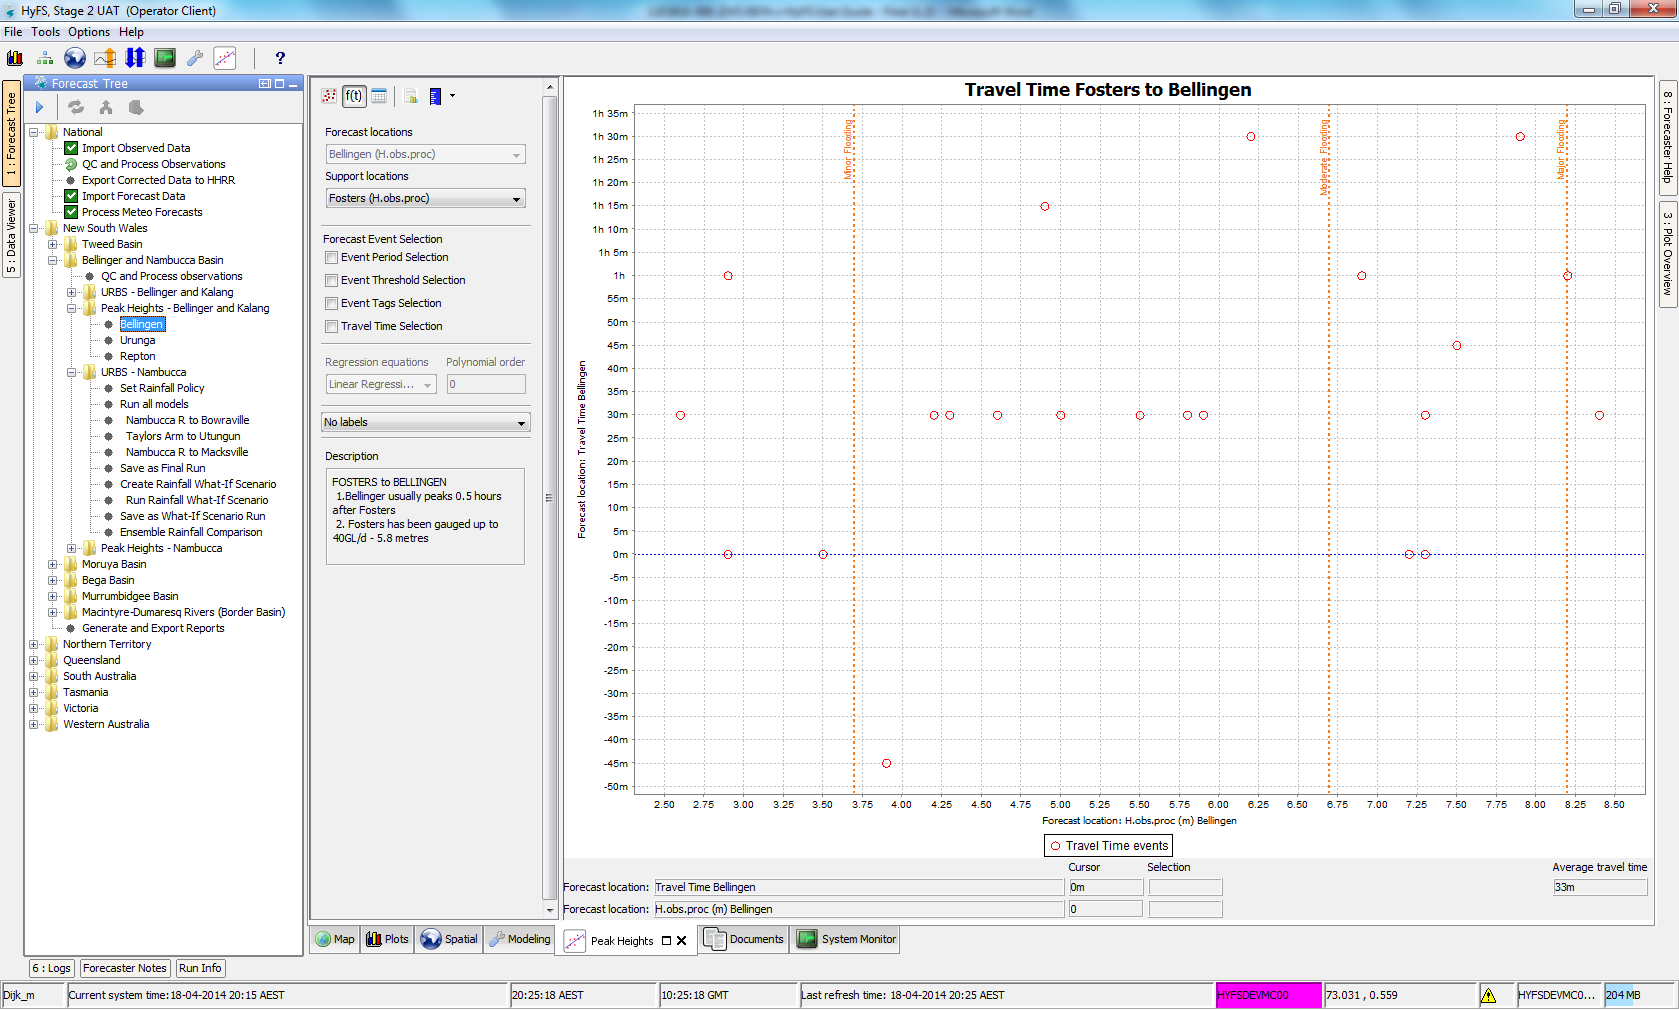 HyFS, Stage 2 UAT  (Operator Client)
File Tools Options Help
?
1 : Forecast Tree
5 : Data Viewer
Forecast Tree
National
Import Observed Data
QC and Process Observations
Export Corrected Data to HHRR
Import Forecast Data
Process Meteo Forecasts
New South Wales
Tweed Basin
Bellinger and Nambucca Basin
QC and Process observations
URBS - Bellinger and Kalang
Peak Heights - Bellinger and Kalang
Bellingen
Urunga
Repton
URBS - Nambucca
Set Rainfall Policy
Run all models
Nambucca R to Bowraville
Taylors Arm to Utungun
Nambucca R to Macksville
Save as Final Run
Create Rainfall What-If Scenario
Run Rainfall What-If Scenario
Save as What-If Scenario Run
Ensemble Rainfall Comparison
Peak Heights - Nambucca
Moruya Basin
Bega Basin
Murrumbidgee Basin
Macintyre-Dumaresq Rivers (Border Basin)
Generate and Export Reports
Northern Territory
Queensland
South Australia
Tasmania
Victoria
Western Australia
f(t)
Forecast locations
Bellingen (H.obs.proc)
Support locations
Fosters (H.obs.proc)
Forecast Event Selection
Event Period Selection
Event Threshold Selection
Event Tags Selection
Travel Time Selection
Regression equations Polynomial order
Linear Regressi... 0
No labels
Description
FOSTERS to BELLINGEN
1.Bellinger usually peaks 0.5 hours
after Fosters
2. Fosters has been gauged up to
40GL/d - 5.8 metres
Travel Time Fosters to Bellingen
1h 35m
1h 30m
1h 25m
1h 20m
1h 15m
1h 10m
1h 5m
1h
55m
50m
45m
40m
35m
30m
25m
20m
15m
10m
5m
0m
-5m
-10m
-15m
-20m
-25m
-30m
-35m
-40m
-45m
-50m
Forecast location: Travel Time Bellingen
Minor Flooding
Moderate Flooding
Major Flooding
2.50 2.75 3.00 3.25 3.50 3.75 4.00 4.25 4.50 4.75 5.00 5.25 5.50 5.75 6.00 6.25 6.50 6.75 7.00 7.25 7.50 7.75 8.00 8.25 8.50
Forecast location: H.obs.proc (m) Bellingen
Travel Time events
Cursor Selection Average travel time
Forecast location: Travel Time Bellingen 0m 33m
Forecast location: H.obs.proc (m) Bellingen 0
8 : Forecaster Help
3 : Plot Overview
Map Plots Spatial Modeling Peak Heights Documents System Monitor
6 : Logs Forecaster Notes Run Info
Dijk_m Current system time:18-04-2014 20:15 AEST 20:25:18 AEST 10:25:18 GMT Last refresh time: 18-04-2014 20:25 AEST HYFSDEVMC00 73.031 , 0.559 HYFSDEVMC0... 204 MB